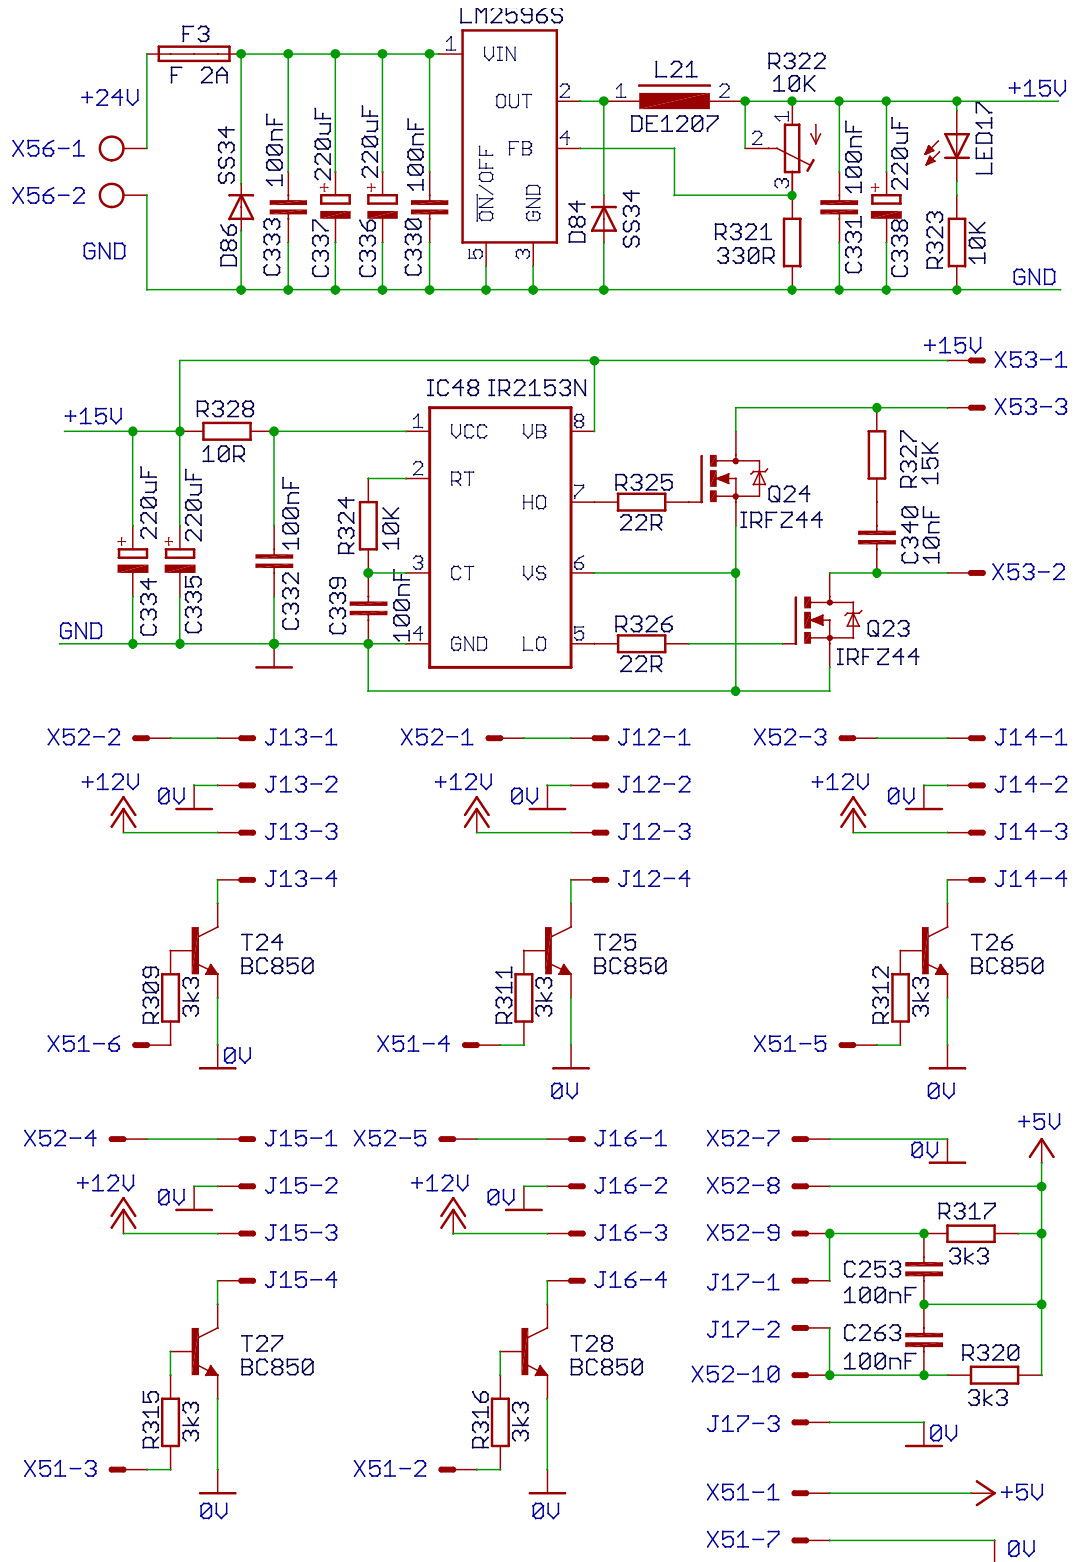 LM2596S
F3
F 2A
+24V
X56-1
X56-2
GND
SS34
D86
100nF
C333
220uF
C337
220uF
C336
100nF
C330
1
VIN
OUT
2
FB
4
ON/OFF
GND
5
3
1
L21
2
DE1207
D84
SS34
R322
10K
1
2
3
R321
330R
100nF
C331
220uF
C338
LED17
R323
10K
+15V
GND
+15V
X53-1
X53-3
X53-2
IC48 IR2153N
+15V
R328
10R
1
VCC
VB
8
2
RT
HO
7
3
CT
VS
6
14
GND
LO
5
220uF
C334
220uF
C335
100nF
C332
R324
10K
C339
100nF
GND
R325
22R
R326
22R
Q24
IRFZ44
Q23
IRFZ44
R327
15K
C340
10nF
X52-2
J13-1
+12V
0V
J13-2
J13-3
J13-4
T24
BC850
R309
3k3
X51-6
0V
X52-1
J12-1
+12V
0V
J12-2
J12-3
J12-4
T25
BC850
R311
3k3
X51-4
0V
X52-3
J14-1
+12V
0V
J14-2
J14-3
J14-4
T26
BC850
R312
3k3
X51-5
0V
X52-4
J15-1
+12V
0V
J15-2
J15-3
J15-4
T27
BC850
R315
3k3
X51-3
0V
X52-5
J16-1
+12V
0V
J16-2
J16-3
J16-4
T28
BC850
R316
3k3
X51-2
0V
X52-7
0V
+5V
X52-8
X52-9
R317
3k3
J17-1
C253
100nF
J17-2
C263
100nF
X52-10
R320
3k3
J17-3
0V
X51-1
+5V
X51-7
0V